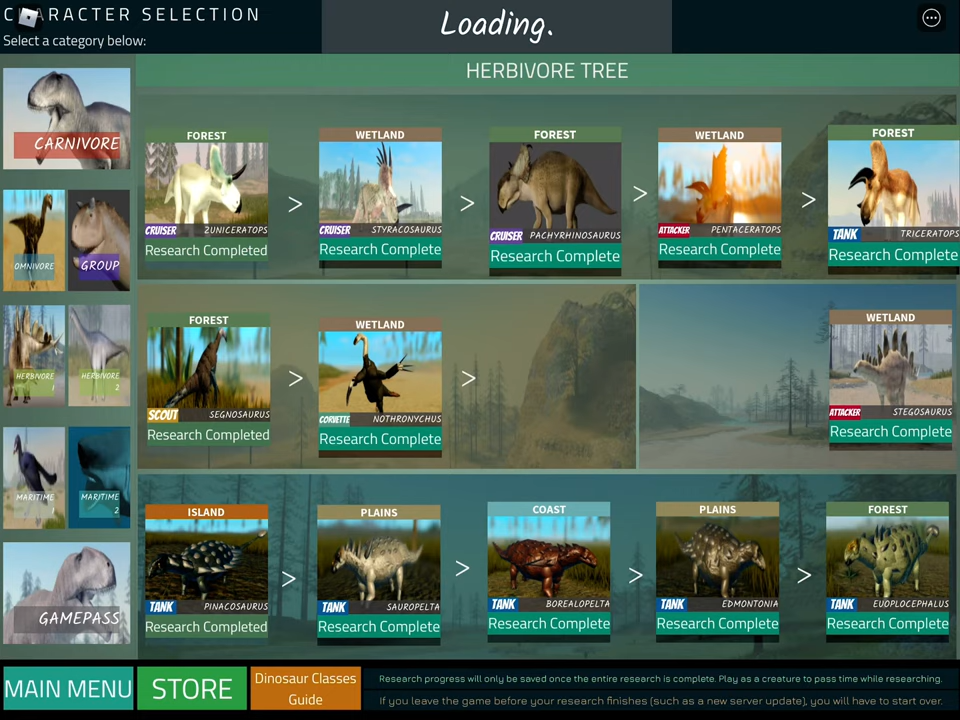 CHARACTER SELECTION
Select a category below:
Loading.
HERBIVORE TREE
CARNIVORE
OMNIVORE
GROUP
HERBIVORE 1
HERBIVORE 2
MARITIME 1
MARITIME 2
GAMEPASS
FOREST
CRUISER ZUNICERATOPS
Research Completed
>
WETLAND
CRUISER STYRACOSAURUS
Research Complete
>
FOREST
CRUISER PACHYRHINOSAURUS
Research Complete
>
WETLAND
ATTACKER PENTACERATOPS
Research Complete
>
FOREST
TANK TRICERATOPS
Research Complete
FOREST
SCOUT SEGNOSAURUS
Research Completed
>
WETLAND
CORVETTE NOTHRONYCHUS
Research Complete
>
WETLAND
ATTACKER STEGOSAURUS
Research Complete
ISLAND
TANK PINACOSAURUS
Research Completed
>
PLAINS
TANK SAUROPELTA
Research Complete
>
COAST
TANK BOREALOPELTA
Research Complete
>
PLAINS
TANK EDMONTONIA
Research Complete
>
FOREST
TANK EUOPLOCEPHALUS
Research Complete
MAIN MENU
STORE
Dinosaur Classes
Guide
Research progress will only be saved once the entire research is complete. Play as a creature to pass time while researching.
If you leave the game before your research finishes (such as a new server update), you will have to start over.